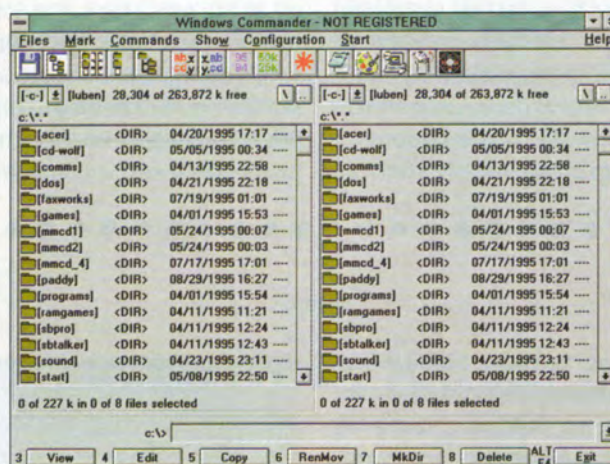 Windows Commander - NOT REGISTERED
Files Mark Commands Show Configuration Start Help
[-c-] [luben] 28,304 of 263,872 k free \ ..
c:\*.*
[acer] <DIR> 04/20/1995 17:17 ----
[cd-wolf] <DIR> 05/05/1995 00:34 ----
[comms] <DIR> 04/13/1995 22:58 ----
[dos] <DIR> 04/21/1995 22:18 ----
[faxworks] <DIR> 07/19/1995 01:01 ----
[games] <DIR> 04/01/1995 15:53 ----
[mmcd1] <DIR> 05/24/1995 00:07 ----
[mmcd2] <DIR> 05/24/1995 00:03 ----
[mmcd_4] <DIR> 07/17/1995 17:01 ----
[paddy] <DIR> 08/29/1995 16:27 ----
[programs] <DIR> 04/01/1995 15:54 ----
[ramgames] <DIR> 04/11/1995 11:21 ----
[sbpro] <DIR> 04/11/1995 12:24 ----
[sbtalker] <DIR> 04/11/1995 12:43 ----
[sound] <DIR> 04/23/1995 23:11 ----
[start] <DIR> 05/08/1995 22:50 ----
0 of 227 k in 0 of 8 files selected
[-c-] [luben] 28,304 of 263,872 k free \ ..
c:\*.*
[acer] <DIR> 04/20/1995 17:17 ----
[cd-wolf] <DIR> 05/05/1995 00:34 ----
[comms] <DIR> 04/13/1995 22:58 ----
[dos] <DIR> 04/21/1995 22:18 ----
[faxworks] <DIR> 07/19/1995 01:01 ----
[games] <DIR> 04/01/1995 15:53 ----
[mmcd1] <DIR> 05/24/1995 00:07 ----
[mmcd2] <DIR> 05/24/1995 00:03 ----
[mmcd_4] <DIR> 07/17/1995 17:01 ----
[paddy] <DIR> 08/29/1995 16:27 ----
[programs] <DIR> 04/01/1995 15:54 ----
[ramgames] <DIR> 04/11/1995 11:21 ----
[sbpro] <DIR> 04/11/1995 12:24 ----
[sbtalker] <DIR> 04/11/1995 12:43 ----
[sound] <DIR> 04/23/1995 23:11 ----
[start] <DIR> 05/08/1995 22:50 ----
0 of 227 k in 0 of 8 files selected
c:\>
3 View 4 Edit 5 Copy 6 RenMov 7 MkDir 8 Delete ALT F4 Exit